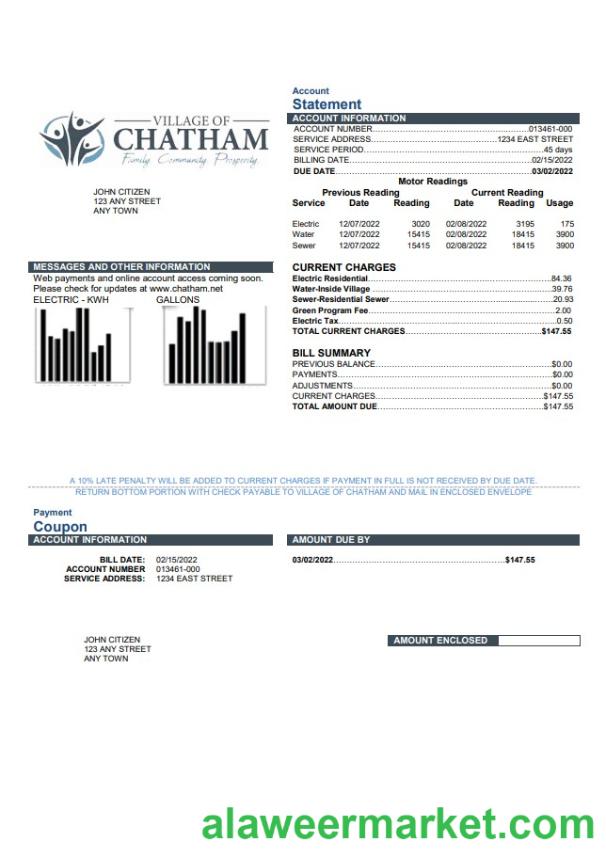 VILLAGE OF
CHATHAM
Family Community Prosperity
JOHN CITIZEN
123 ANY STREET
ANY TOWN
Account
Statement
ACCOUNT INFORMATION
ACCOUNT NUMBER.......................................013461-000
SERVICE ADDRESS...............................1234 EAST STREET
SERVICE PERIOD...........................................45 days
BILLING DATE.............................................02/15/2022
DUE DATE.................................................03/02/2022
Motor Readings
Previous Reading Current Reading
Service Date Reading Date Reading Usage
Electric 12/07/2022 3020 02/08/2022 3195 175
Water 12/07/2022 15415 02/08/2022 18415 3900
Sewer 12/07/2022 15415 02/08/2022 18415 3900
MESSAGES AND OTHER INFORMATION
Web payments and online account access coming soon.
Please check for updates at www.chatham.net
ELECTRIC - KWH GALLONS
CURRENT CHARGES
Electric Residential.......................................84.36
Water-Inside Village .......................................39.76
Sewer-Residential Sewer.....................................20.93
Green Program Fee...........................................2.00
Electric Tax................................................0.50
TOTAL CURRENT CHARGES.......................................$147.55
BILL SUMMARY
PREVIOUS BALANCE............................................$0.00
PAYMENTS....................................................$0.00
ADJUSTMENTS.................................................$0.00
CURRENT CHARGES.............................................$147.55
TOTAL AMOUNT DUE............................................$147.55
A 10% LATE PENALTY WILL BE ADDED TO CURRENT CHARGES IF PAYMENT IN FULL IS NOT RECEIVED BY DUE DATE.
RETURN BOTTOM PORTION WITH CHECK PAYABLE TO VILLAGE OF CHATHAM AND MAIL IN ENCLOSED ENVELOPE
Payment
Coupon
ACCOUNT INFORMATION
BILL DATE: 02/15/2022
ACCOUNT NUMBER 013461-000
SERVICE ADDRESS: 1234 EAST STREET
AMOUNT DUE BY
03/02/2022..................................................$147.55
JOHN CITIZEN
123 ANY STREET
ANY TOWN
AMOUNT ENCLOSED
alaweermarket.com